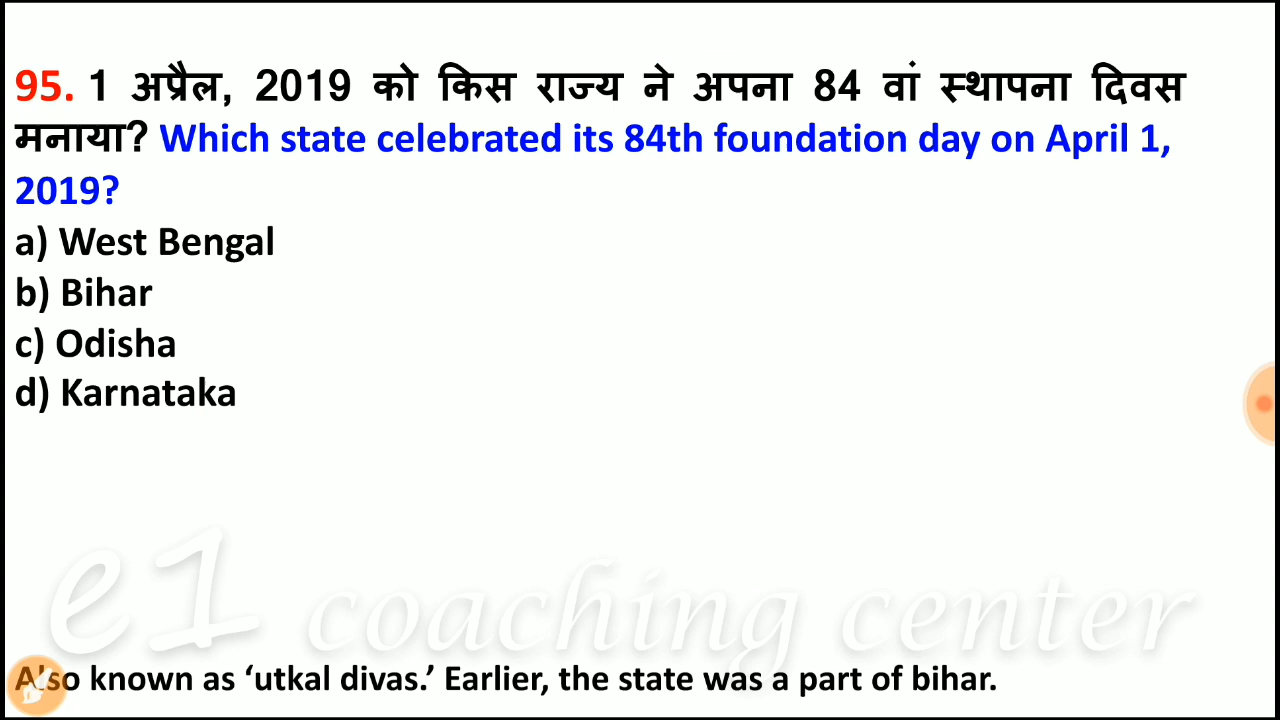 95. 1 अप्रैल, 2019 को किस राज्य ने अपना 84 वां स्थापना दिवस
मनाया? Which state celebrated its 84th foundation day on April 1,
2019?
a) West Bengal
b) Bihar
c) Odisha
d) Karnataka
e1 coaching center
Also known as ‘utkal divas.’ Earlier, the state was a part of bihar.